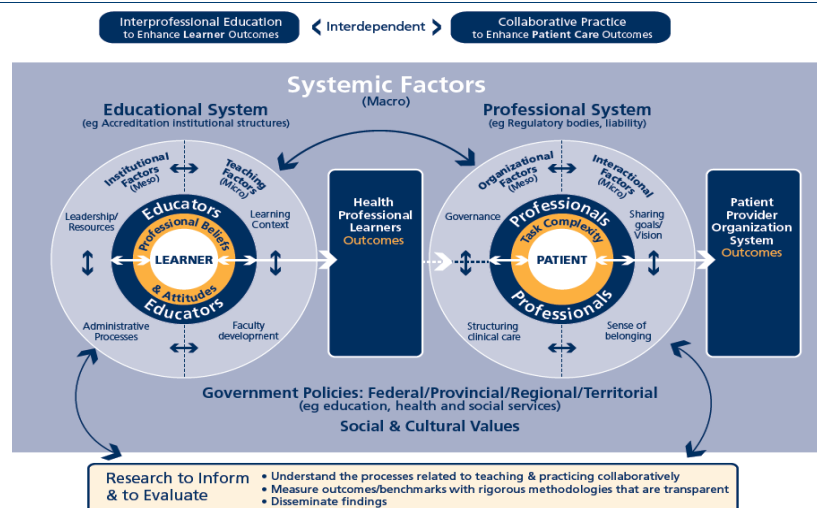 Interprofessional Education
to Enhance Learner Outcomes
Interdependent
Collaborative Practice
to Enhance Patient Care Outcomes
Systemic Factors
(Macro)
Educational System
(eg Accreditation institutional structures)
Professional System
(eg Regulatory bodies, liability)
Institutional
Factors
(Meso)
Teaching
Factors
(Micro)
Leadership/
Resources
Learning
Context
Educators
Professional Beliefs
LEARNER
& Attitudes
Educators
Administrative
Processes
Faculty
development
Health
Professional
Learners
Outcomes
Organizational
Factors
(Meso)
Interactional
Factors
(Micro)
Governance
Sharing
goals/
Vision
Professionals
Task Complexity
PATIENT
Professionals
Structuring
clinical care
Sense of
belonging
Patient
Provider
Organization
System
Outcomes
Government Policies: Federal/Provincial/Regional/Territorial
(eg education, health and social services)
Social & Cultural Values
Research to Inform
& to Evaluate
• Understand the processes related to teaching & practicing collaboratively
• Measure outcomes/benchmarks with rigorous methodologies that are transparent
• Disseminate findings